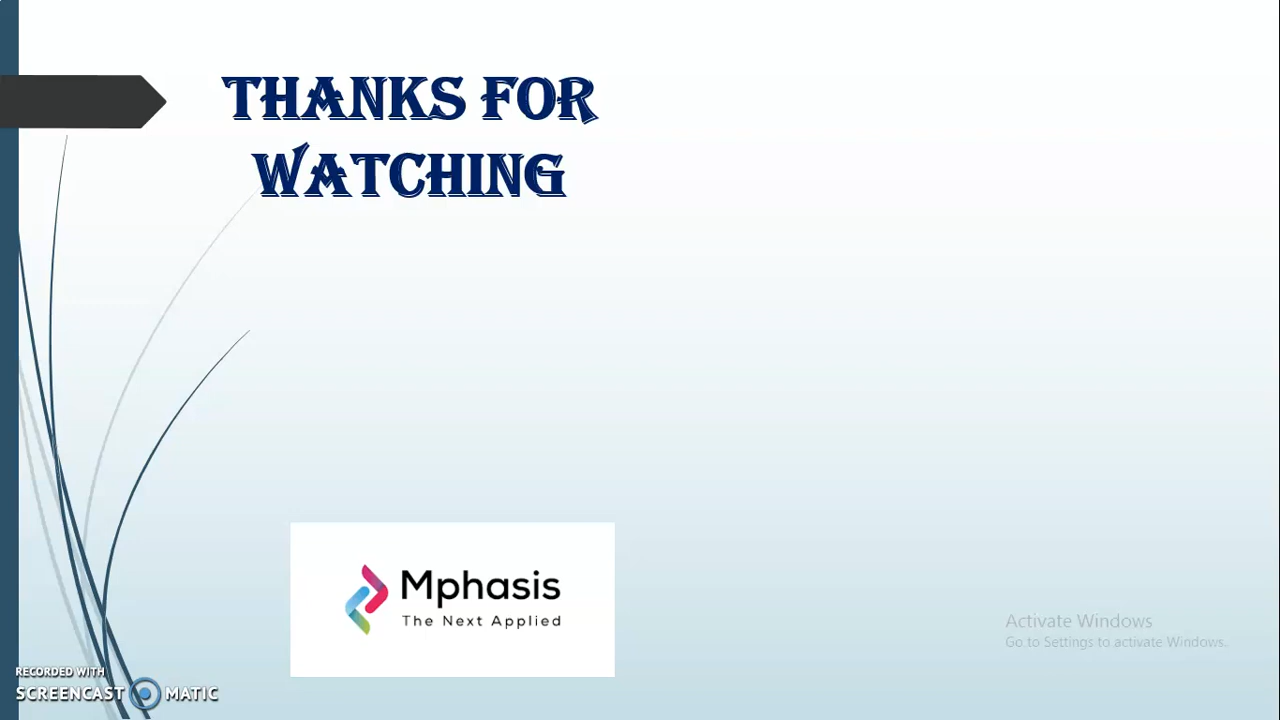 THANKS FOR
WATCHING
Mphasis
The Next Applied
Activate Windows
Go to Settings to activate Windows.
RECORDED WITH
SCREENCAST MATIC